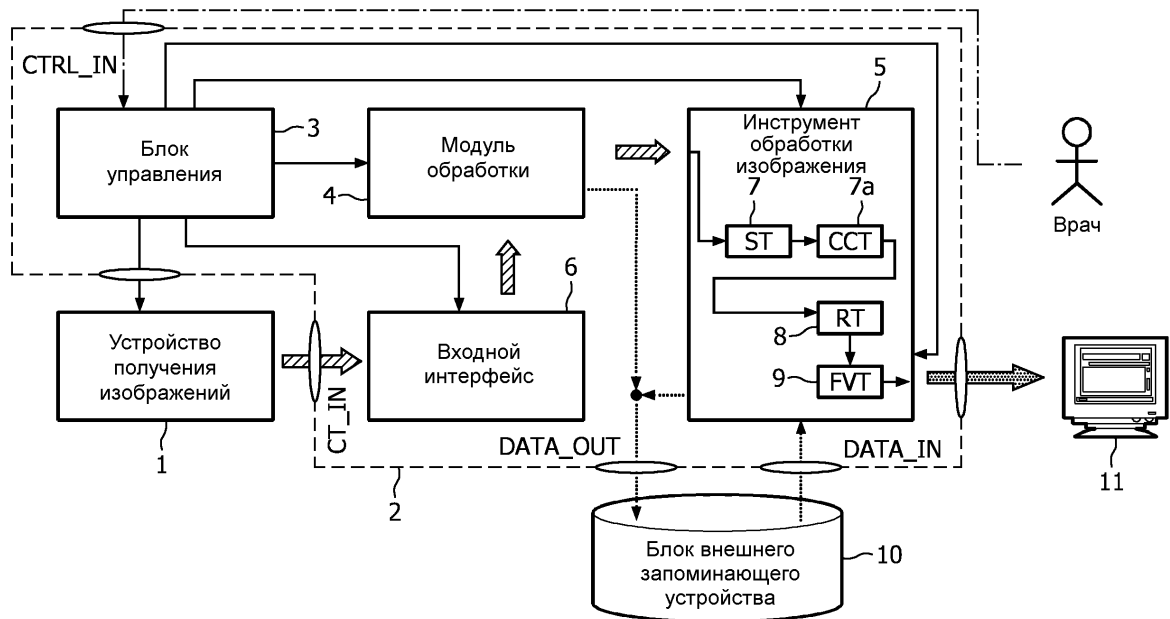 CTRL_IN
Блок
управления
3
Модуль
обработки
4
5
Инструмент
обработки
изображения
7
7a
ST
CCT
RT
8
9
FVT
Врач
Устройство
получения
изображений
1
CT_IN
6
Входной
интерфейс
DATA_OUT
DATA_IN
2
11
Блок внешнего
запоминающего
устройства
10